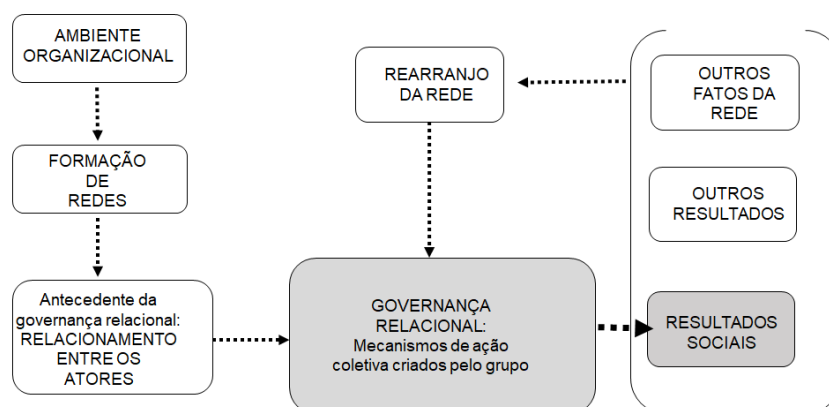 AMBIENTE
ORGANIZACIONAL
FORMAÇÃO
DE
REDES
Antecedente da
governança relacional:
RELACIONAMENTO
ENTRE OS
ATORES
REARRANJO
DA REDE
GOVERNANÇA
RELACIONAL:
Mecanismos de ação
coletiva criados pelo grupo
OUTROS
FATOS DA
REDE
OUTROS
RESULTADOS
RESULTADOS
SOCIAIS